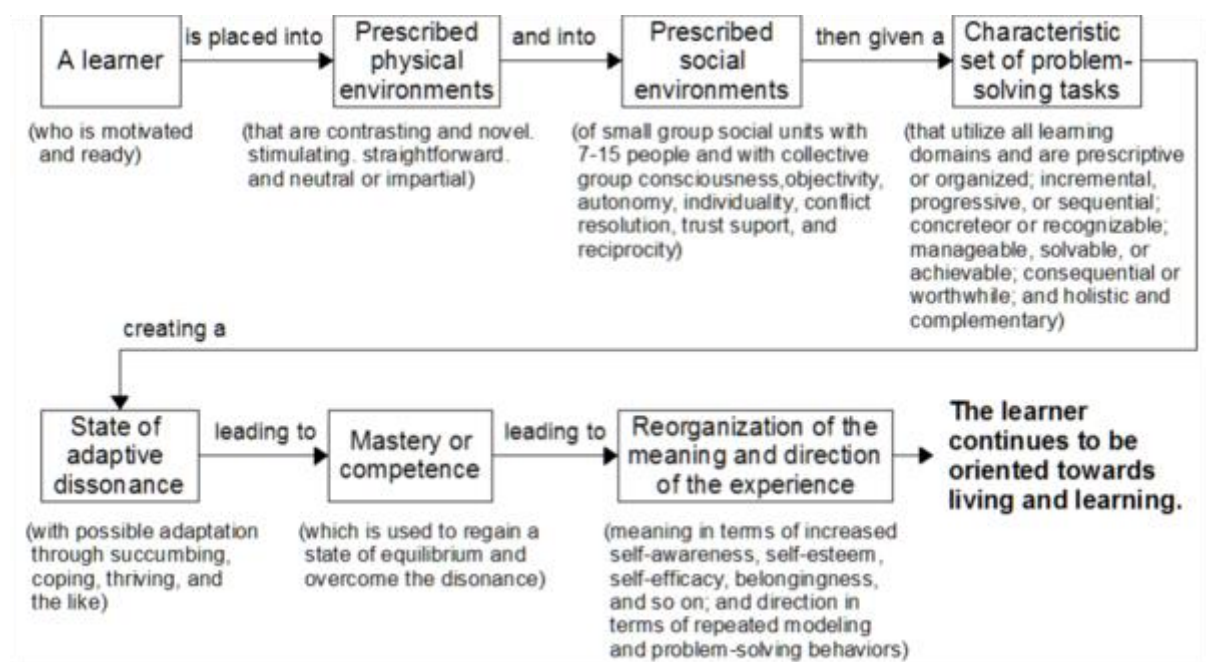 A learner
is placed into
Prescribed
physical
environments
and into
Prescribed
social
environments
then given a
Characteristic
set of problem-
solving tasks
(who is motivated
and ready)
(that are contrasting and novel.
stimulating. straightforward.
and neutral or impartial)
(of small group social units with
7-15 people and with collective
group consciousness,objectivity,
autonomy, individuality, conflict
resolution, trust suport, and
reciprocity)
(that utilize all learning
domains and are prescriptive
or organized; incremental,
progressive, or sequential;
concreteor or recognizable;
manageable, solvable, or
achievable; consequential or
worthwhile; and holistic and
complementary)
creating a
State of
adaptive
dissonance
leading to
Mastery or
competence
leading to
Reorganization of the
meaning and direction
of the experience
The learner
continues to be
oriented towards
living and learning.
(with possible adaptation
through succumbing,
coping, thriving, and
the like)
(which is used to regain a
state of equilibrium and
overcome the disonance)
(meaning in terms of increased
self-awareness, self-esteem,
self-efficacy, belongingness,
and so on; and direction in
terms of repeated modeling
and problem-solving behaviors)